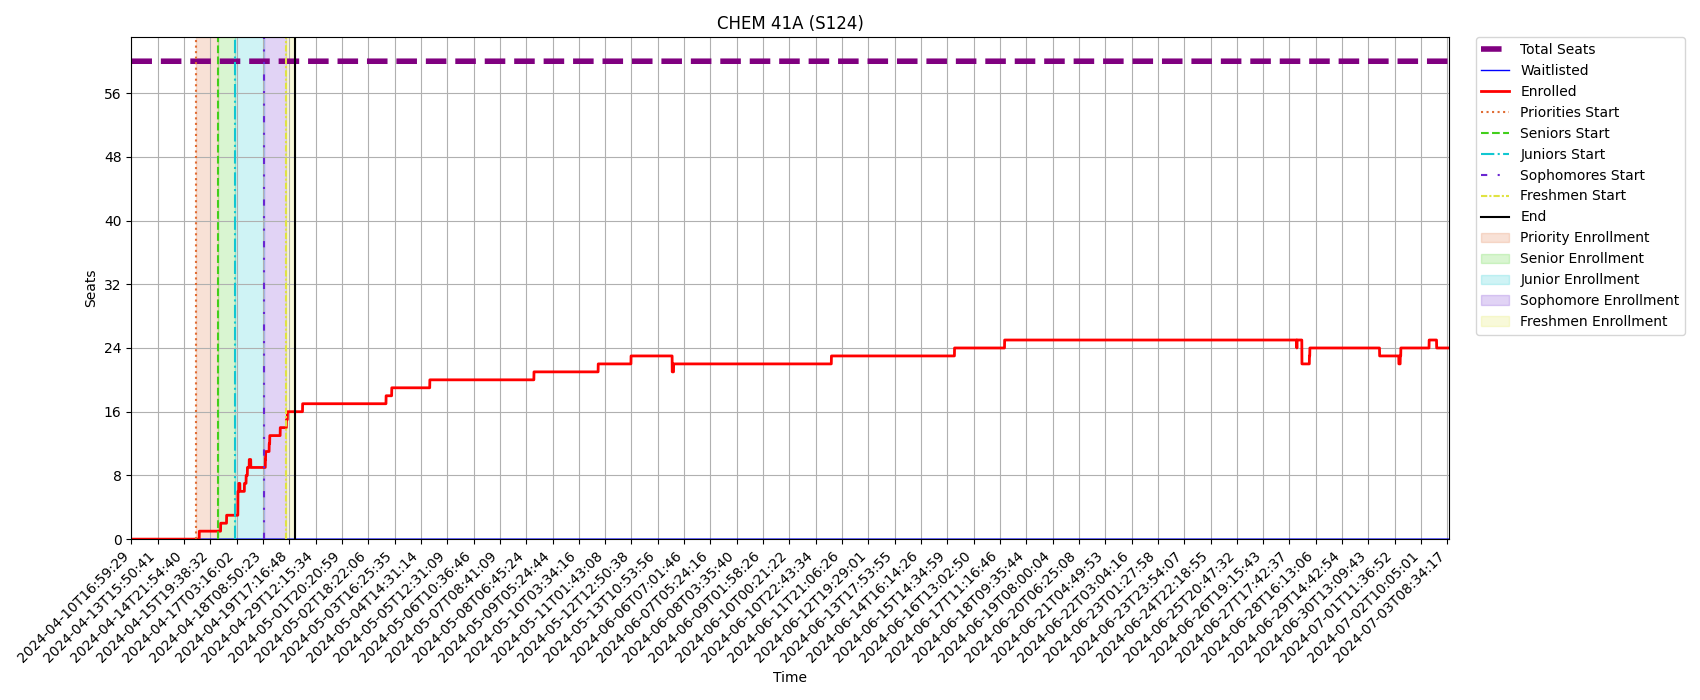 CHEM 41A (S124)
Total Seats
Waitlisted
Enrolled
Priorities Start
Seniors Start
Juniors Start
Sophomores Start
Freshmen Start
End
Priority Enrollment
Senior Enrollment
Junior Enrollment
Sophomore Enrollment
Freshmen Enrollment
Seats
56
48
40
32
24
16
8
0
2024-04-10T16:59:29
2024-04-13T15:50:41
2024-04-14T21:54:40
2024-04-15T19:38:32
2024-04-17T03:16:02
2024-04-18T08:50:23
2024-04-19T17:16:48
2024-04-29T12:15:34
2024-05-01T20:20:59
2024-05-02T18:22:06
2024-05-03T16:25:35
2024-05-04T14:31:14
2024-05-05T12:31:09
2024-05-06T10:36:46
2024-05-07T08:41:09
2024-05-08T06:45:24
2024-05-09T05:24:44
2024-05-10T03:34:16
2024-05-11T01:43:08
2024-05-12T12:50:38
2024-05-13T10:53:56
2024-06-06T07:01:46
2024-06-07T05:24:16
2024-06-08T03:35:40
2024-06-09T01:58:26
2024-06-10T00:21:22
2024-06-10T22:43:34
2024-06-11T21:06:26
2024-06-12T19:29:01
2024-06-13T17:53:55
2024-06-14T16:14:26
2024-06-15T14:34:59
2024-06-16T13:02:50
2024-06-17T11:16:46
2024-06-18T09:35:44
2024-06-19T08:00:04
2024-06-20T06:25:08
2024-06-21T04:49:53
2024-06-22T03:04:16
2024-06-23T01:27:58
2024-06-23T23:54:07
2024-06-24T22:18:55
2024-06-25T20:47:32
2024-06-26T19:15:43
2024-06-27T17:42:37
2024-06-28T16:13:06
2024-06-29T14:42:54
2024-06-30T13:09:43
2024-07-01T11:36:52
2024-07-02T10:05:01
2024-07-03T08:34:17
Time